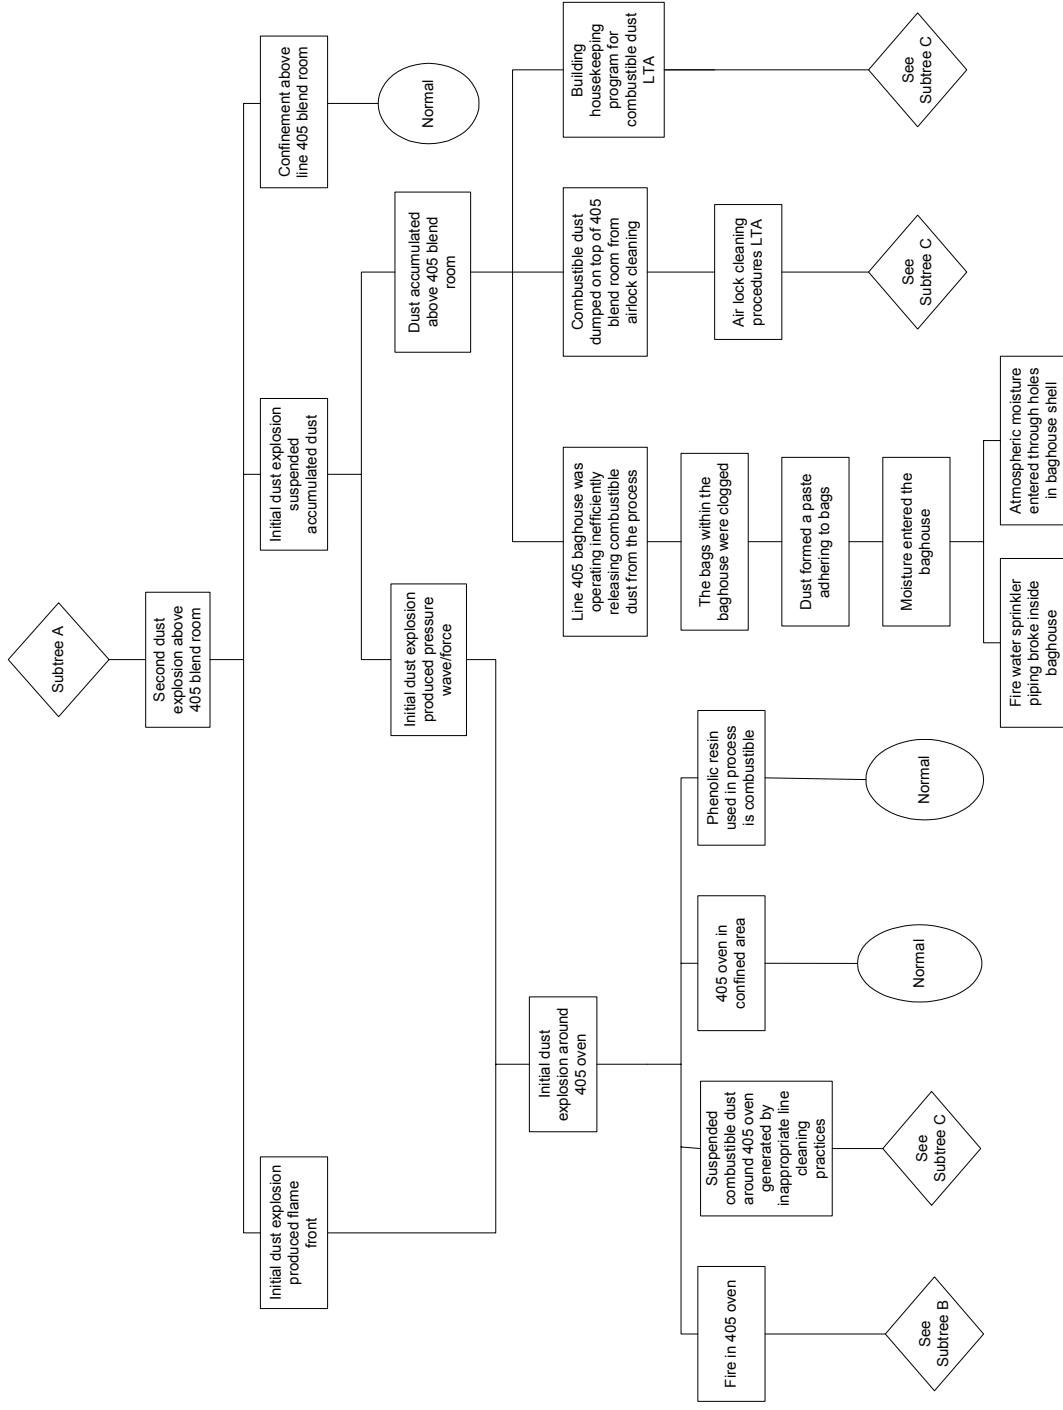 Subtree A
Second dust
explosion above
405 blend room
Initial dust explosion
produced flame
front
Initial dust explosion
suspended
accumulated dust
Confinement above
line 405 blend room
Initial dust explosion
produced pressure
wave/force
Dust accumulated
above 405 blend
room
Normal
Initial dust
explosion around
405 oven
Line 405 baghouse was
operating inefficiently
releasing combustible
dust from the process
Combustible dust
dumped on top of 405
blend room from
airlock cleaning
Building
housekeeping
program for
combustible dust
LTA
Fire in 405 oven
Suspended
combustible dust
around 405 oven
generated by
inappropriate line
cleaning
practices
405 oven in
confined area
Phenolic resin
used in process
is combustible
The bags within the
baghouse were clogged
Air lock cleaning
procedures LTA
Dust formed a paste
adhering to bags
See
Subtree B
See
Subtree C
Normal
Normal
Moisture entered the
baghouse
See
Subtree C
See
Subtree C
Fire water sprinkler
piping broke inside
baghouse
Atmospheric moisture
entered through holes
in baghouse shell